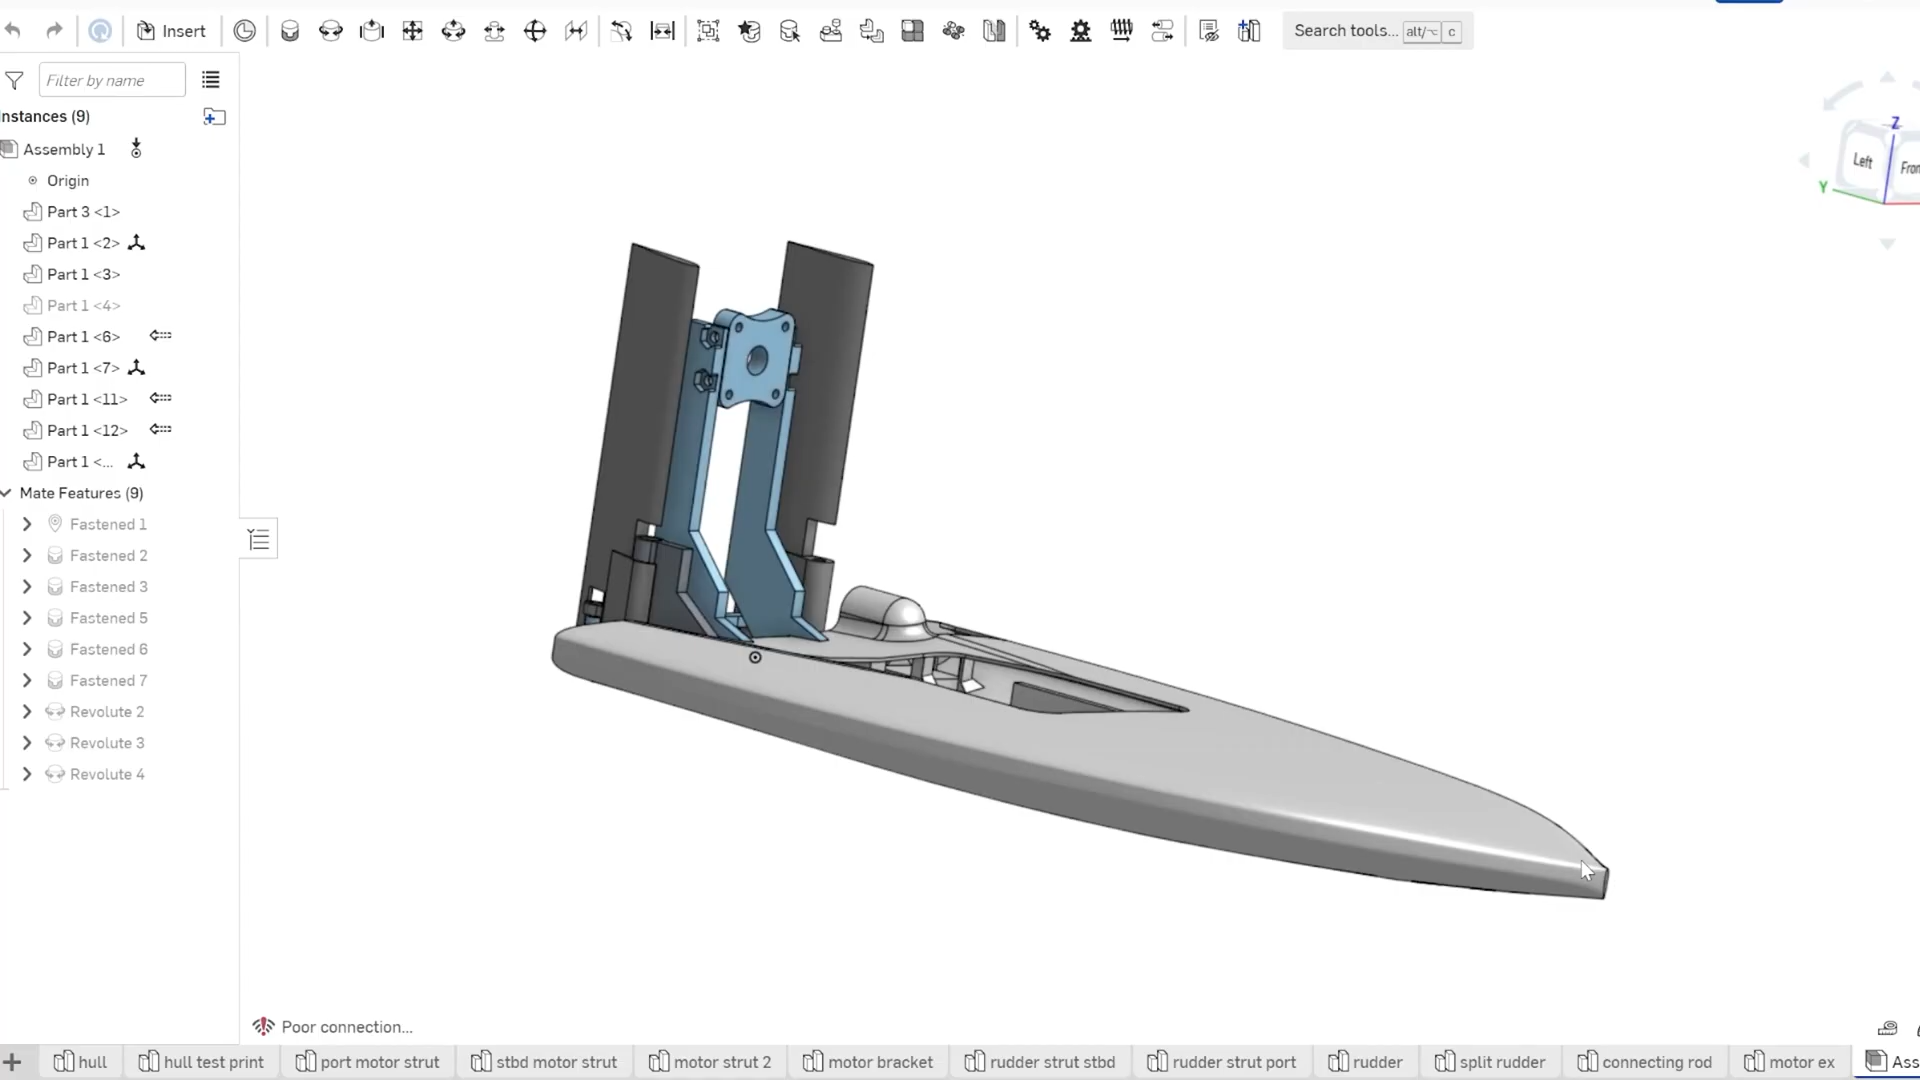 Insert
Search tools... alt/⌥ c
Filter by name
nstances (9)
Assembly 1
Origin
Part 3 <1>
Part 1 <2>
Part 1 <3>
Part 1 <4>
Part 1 <6>
Part 1 <7>
Part 1 <11>
Part 1 <12>
Part 1 <...
Mate Features (9)
Fastened 1
Fastened 2
Fastened 3
Fastened 5
Fastened 6
Fastened 7
Revolute 2
Revolute 3
Revolute 4
Z
Left
Fron
Y
Poor connection...
hull
hull test print
port motor strut
stbd motor strut
motor strut 2
motor bracket
rudder strut stbd
rudder strut port
rudder
split rudder
connecting rod
motor ex
Ass